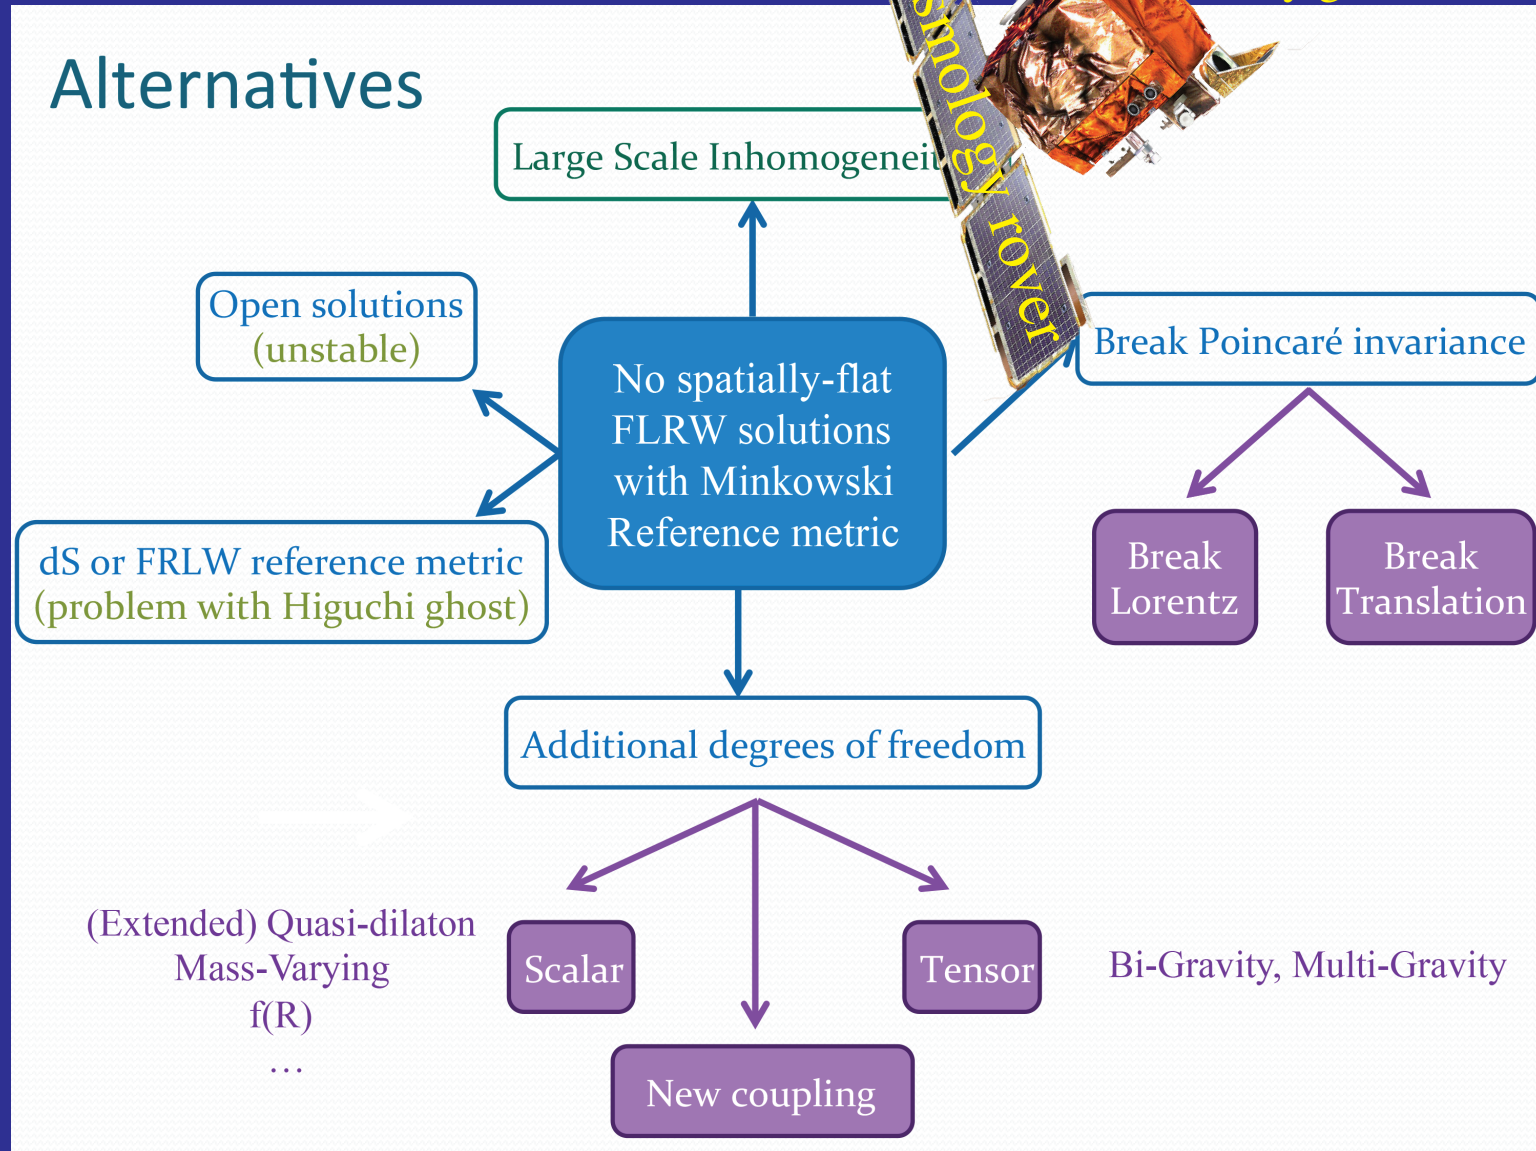 Alternatives
Large Scale Inhomogeneit
smology rover
Open solutions
(unstable)
No spatially-flat
FLRW solutions
with Minkowski
Reference metric
Break Poincaré invariance
dS or FRLW reference metric
(problem with Higuchi ghost)
Break
Lorentz
Break
Translation
Additional degrees of freedom
(Extended) Quasi-dilaton
Mass-Varying
f(R)
…
Scalar
Tensor
Bi-Gravity, Multi-Gravity
New coupling